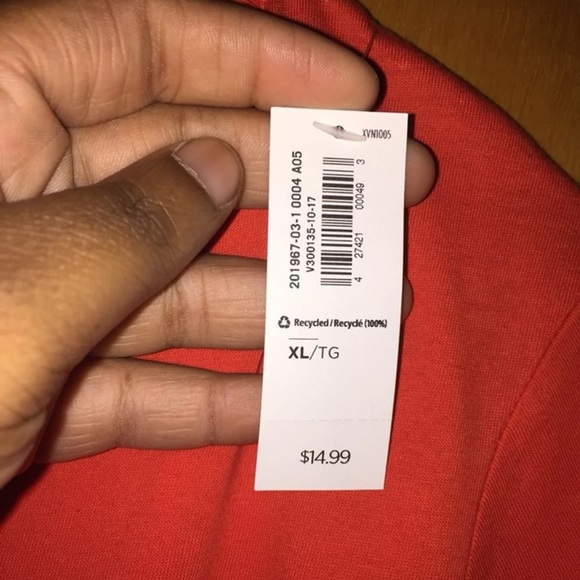 XVN1005
201967-03-1 0004 A05
V300135-10-17
4 27421 00049 3
Recycled/Recyclé (100%)
XL/TG
$14.99